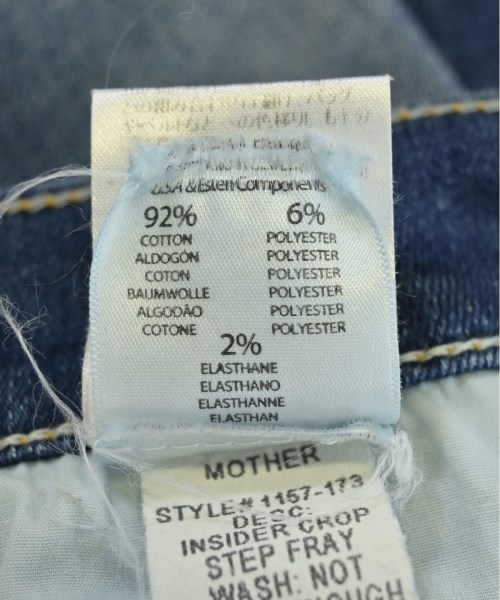 USA & Estern Components
92%
COTTON
ALDOGÓN
COTON
BAUMWOLLE
ALGODÃO
COTONE
6%
POLYESTER
POLYESTER
POLYESTER
POLYESTER
POLYESTER
POLYESTER
2%
ELASTHANE
ELASTHANO
ELASTHANNE
ELASTHAN
MOTHER
STYLE# 1157-173
DESC:
INSIDER CROP
STEP FRAY
WASH: NOT